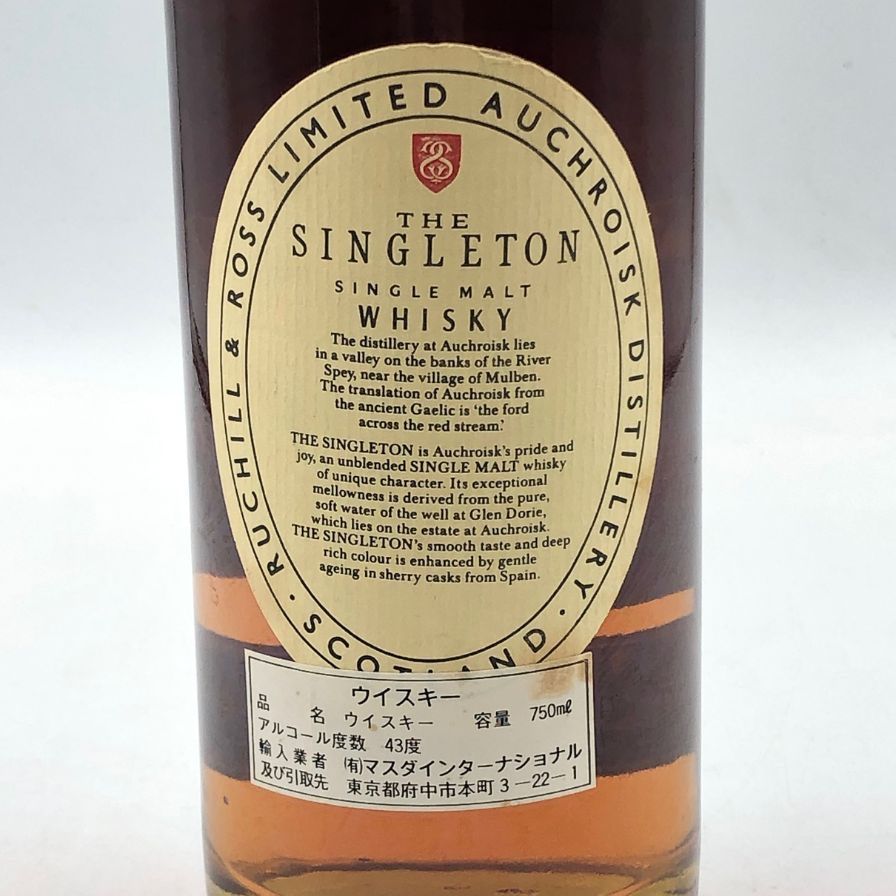 RUCHILL & ROSS LIMITED AUCHROISK DISTILLERY · SCOTLAND ·
THE
SINGLETON
SINGLE MALT
WHISKY
The distillery at Auchroisk lies
in a valley on the banks of the River
Spey, near the village of Mulben.
The translation of Auchroisk from
the ancient Gaelic is ‘the ford
across the red stream.’
THE SINGLETON is Auchroisk's pride and
joy, an unblended SINGLE MALT whisky
of unique character. Its exceptional
mellowness is derived from the pure,
soft water of the well at Glen Dorie,
which lies on the estate at Auchroisk.
THE SINGLETON's smooth taste and deep
rich colour is enhanced by gentle
ageing in sherry casks from Spain.
ウイスキー
品 名 ウイスキー 容量 750mℓ
アルコール度数 43度
輸入業者 ㈲マスダインターナショナル
及び引取先 東京都府中市本町3－22－1